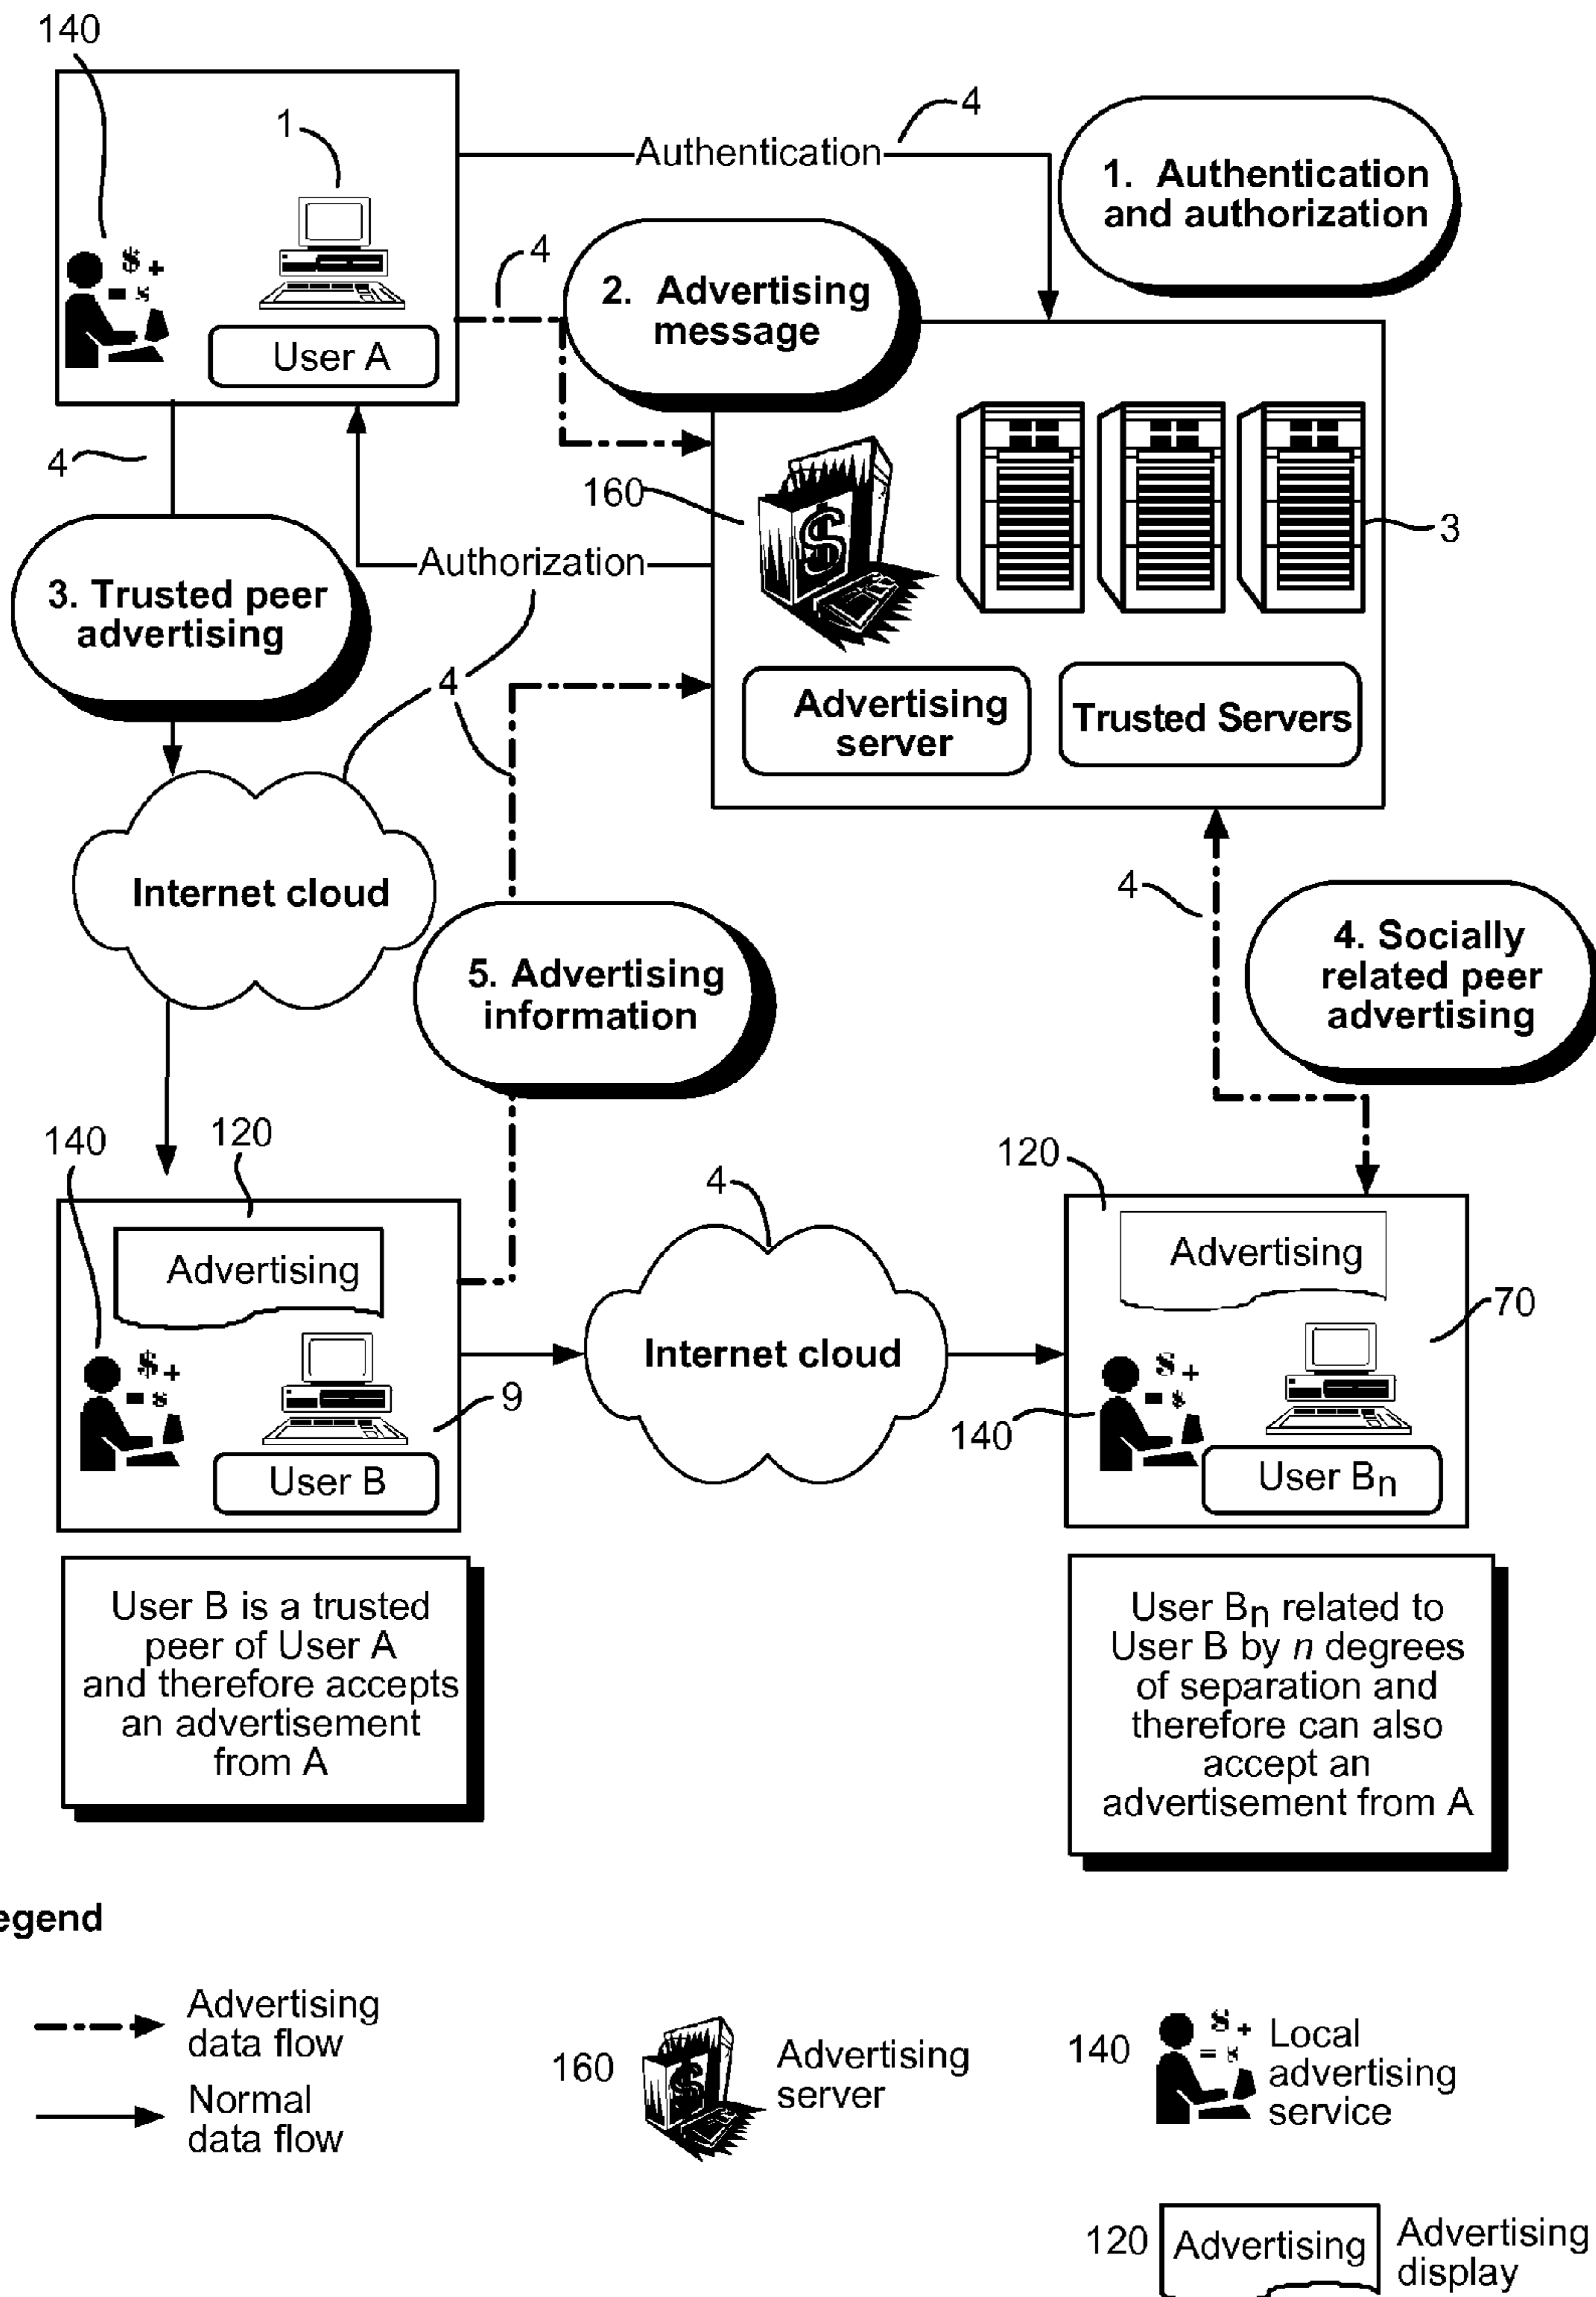 140
1
Authentication
4
1. Authentication
and authorization
User A
4
2. Advertising
message
4
160
3
Authorization
3. Trusted peer
advertising
4
Advertising
server
Trusted Servers
Internet cloud
4
5. Advertising
information
4. Socially
related peer
advertising
140
120
Advertising
9
User B
4
Internet cloud
120
Advertising
70
140
User Bn
User B is a trusted
peer of User A
and therefore accepts
an advertisement
from A
User Bn related to
User B by n degrees
of separation and
therefore can also
accept an
advertisement from A
egend
Advertising
data flow
Normal
data flow
160
Advertising
server
140
Local
advertising
service
120
Advertising
Advertising
display